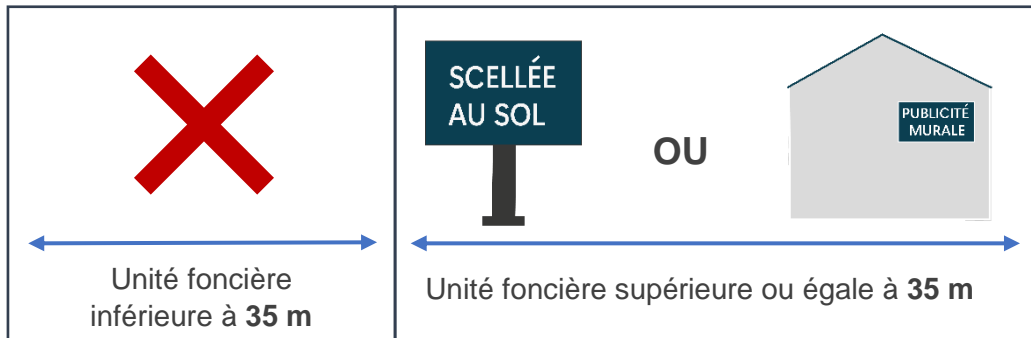 SCELLÉE
AU SOL
OU
PUBLICITÉ
MURALE
Unité foncière
inférieure à 35 m
Unité foncière supérieure ou égale à 35 m